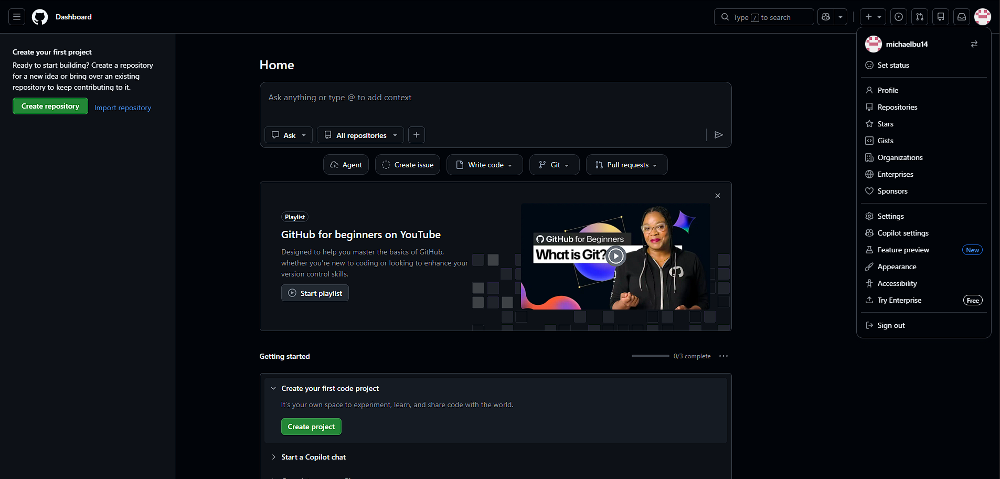 Dashboard
Type / to search
Create your first project
Ready to start building? Create a repository
for a new idea or bring over an existing
repository to keep contributing to it.
Create repository
Import repository
Home
Ask anything or type @ to add context
Ask
All repositories
Agent
Create issue
Write code
Git
Pull requests
Playlist
GitHub for beginners on YouTube
Designed to help you master the basics of GitHub,
whether you're new to coding or looking to enhance your
version control skills.
Start playlist
GitHub for Beginners
What is Git?
Getting started
0/3 complete
Create your first code project
It's your own space to experiment, learn, and share code with the world.
Create project
Start a Copilot chat
michaelbu14
Set status
Profile
Repositories
Stars
Gists
Organizations
Enterprises
Sponsors
Settings
Copilot settings
Feature preview
New
Appearance
Accessibility
Try Enterprise
Free
Sign out